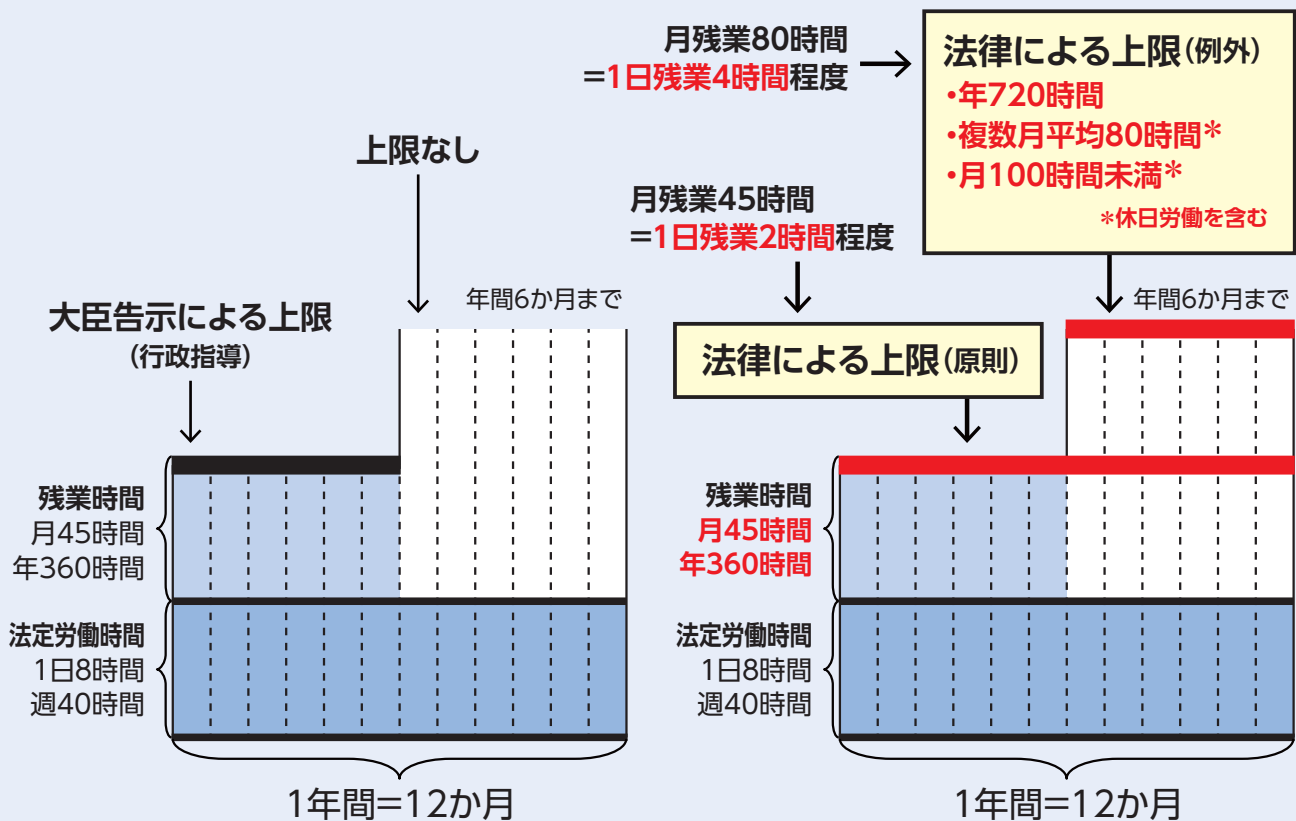 上限なし
年間6か月まで
大臣告示による上限
(行政指導)
残業時間
月45時間
年360時間
法定労働時間
1日8時間
週40時間
1年間=12か月
月残業80時間
=1日残業4時間程度
法律による上限(例外)
・年720時間
・複数月平均80時間*
・月100時間未満*
*休日労働を含む
月残業45時間
=1日残業2時間程度
年間6か月まで
法律による上限(原則)
残業時間
月45時間
年360時間
法定労働時間
1日8時間
週40時間
1年間=12か月